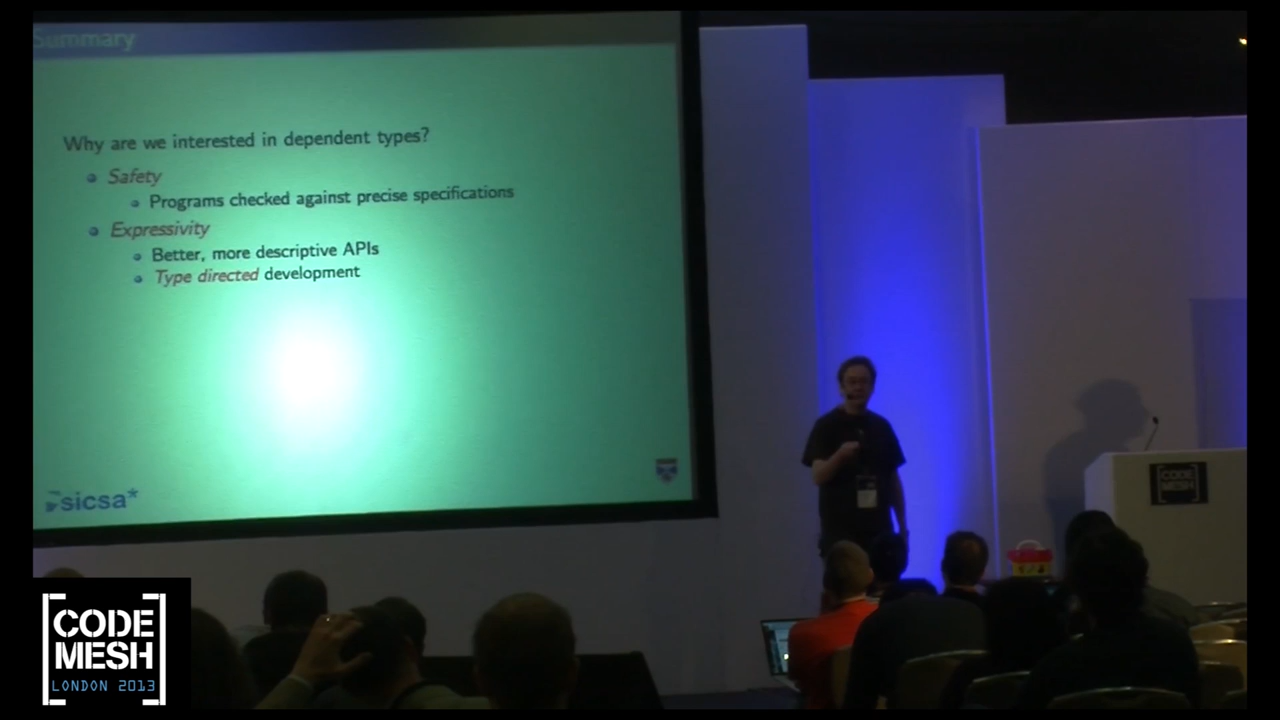 Summary
Why are we interested in dependent types?
Safety
Programs checked against precise specifications
Expressivity
Better, more descriptive APIs
Type directed development
sicsa*
CODE
MESH
CODE
MESH
LONDON 2013